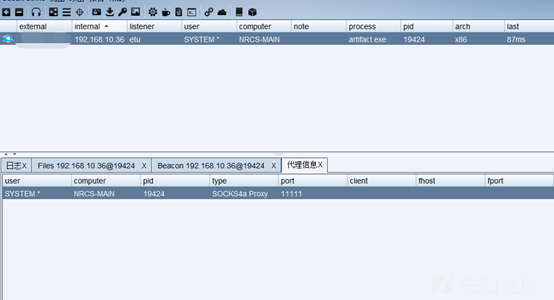 external internal listener user computer note process arch pid last
192.168.10.36 etu SYSTEM * NRCS-MAIN artifact.exe 19424 x86 87ms
日志X Files 192.168.10.36@19424 X Beacon 192.168.10.36@19424 X 代理信息X
user computer pid type port client fhost fport
SYSTEM * NRCS-MAIN 19424 SOCKS4a Proxy 11111